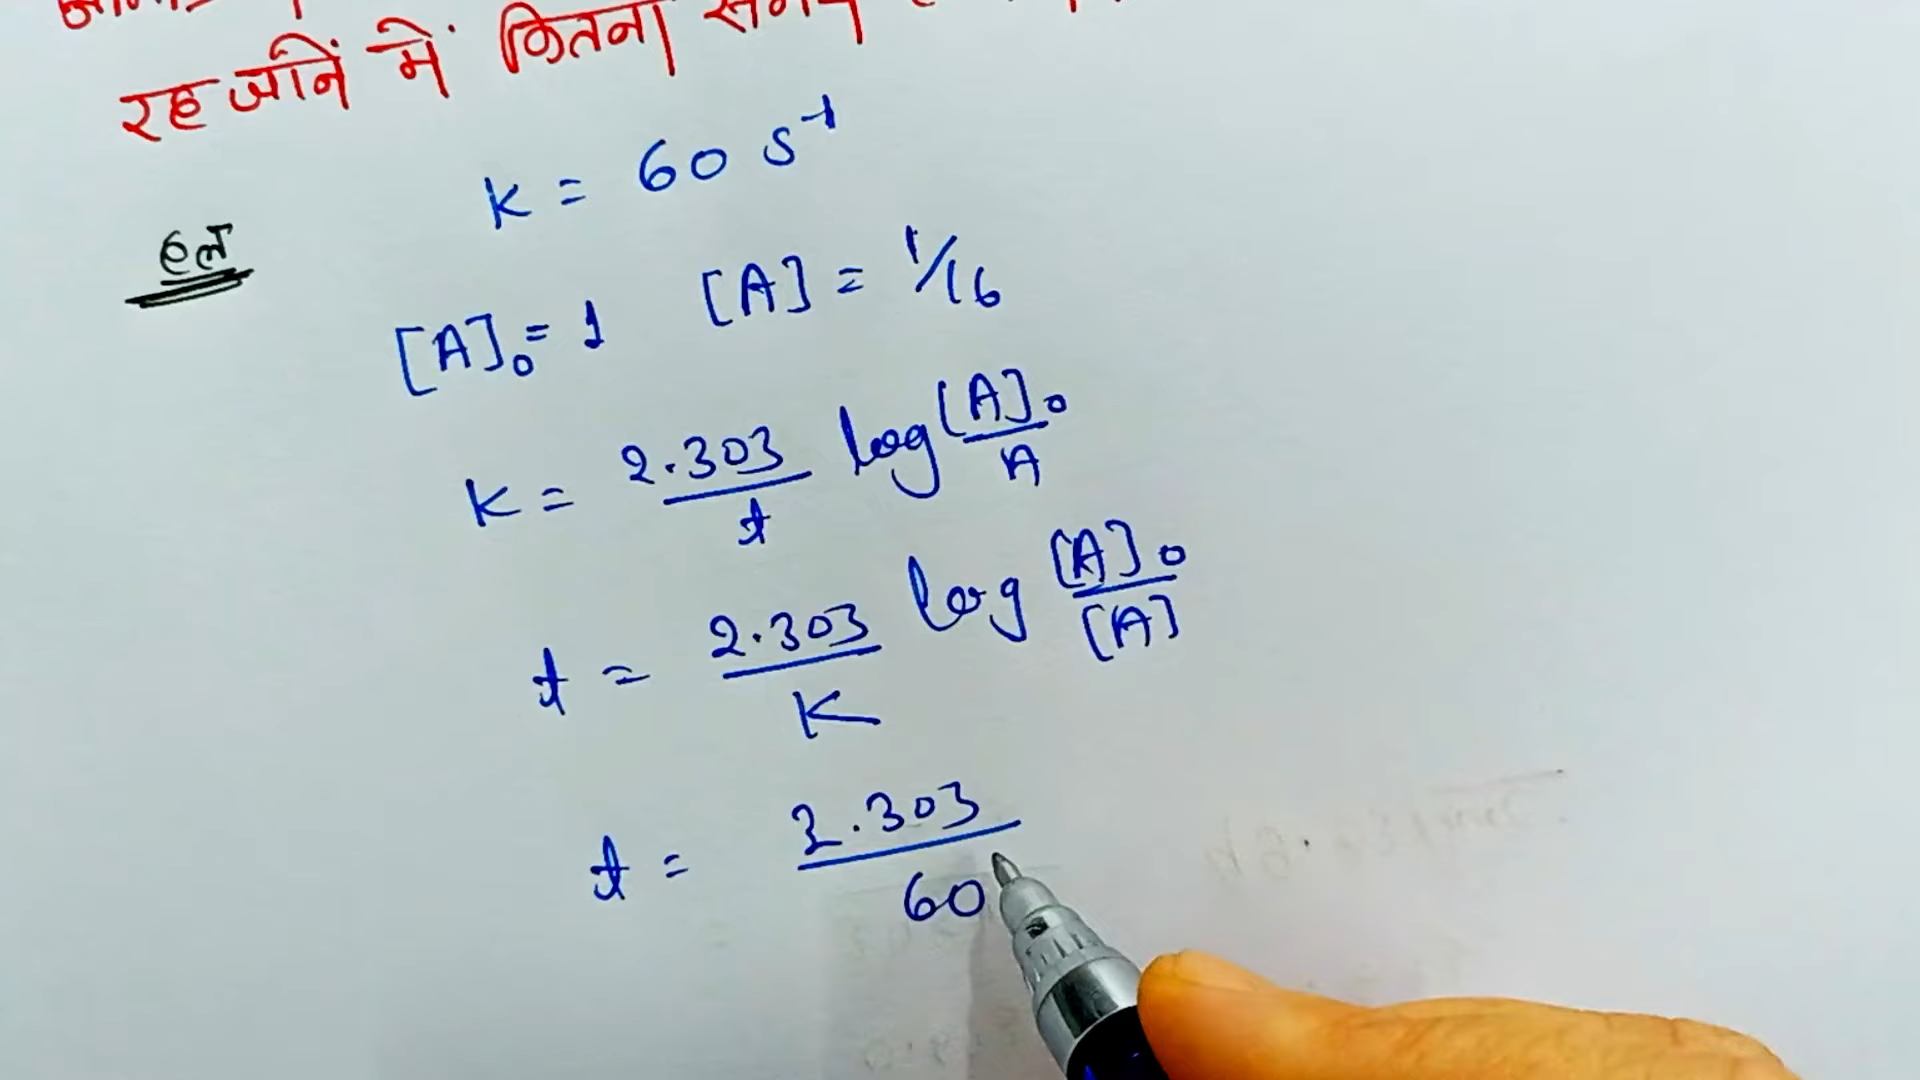 रह जानें में कितना
K = 60 S⁻¹
हल
[A]₀ = 1 [A] = 1/16
K = 2.303/t log [A]₀/A
t = 2.303/K log [A]₀/[A]
t = 2.303/60